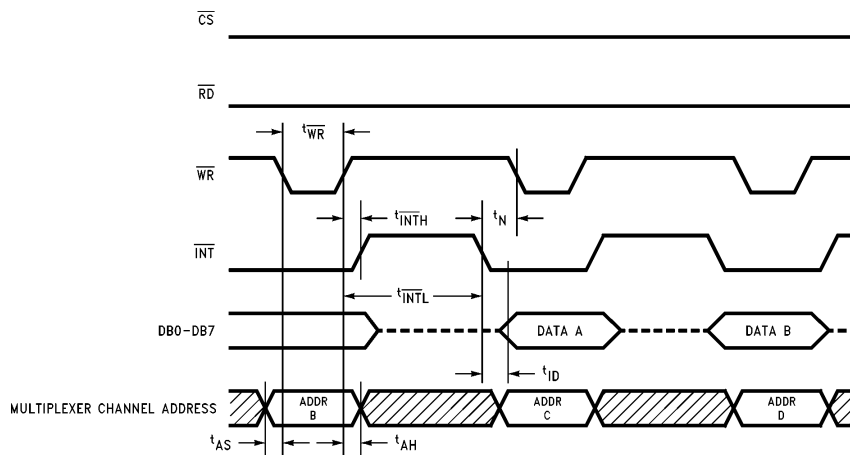 CS
RD
tWR
WR
tINTH
tN
INT
tINTL
DB0-DB7
DATA A
DATA B
tID
MULTIPLEXER CHANNEL ADDRESS
ADDR
B
ADDR
C
ADDR
D
tAS
tAH